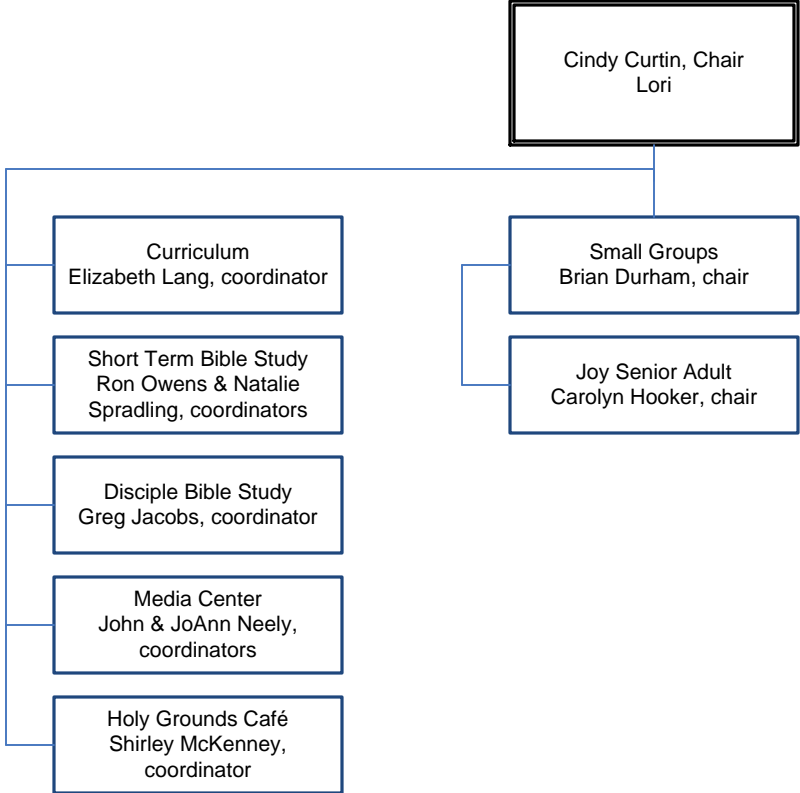 Cindy Curtin, Chair
Lori
Curriculum
Elizabeth Lang, coordinator
Short Term Bible Study
Ron Owens & Natalie
Spradling, coordinators
Disciple Bible Study
Greg Jacobs, coordinator
Media Center
John & JoAnn Neely,
coordinators
Holy Grounds Café
Shirley McKenney,
coordinator
Small Groups
Brian Durham, chair
Joy Senior Adult
Carolyn Hooker, chair